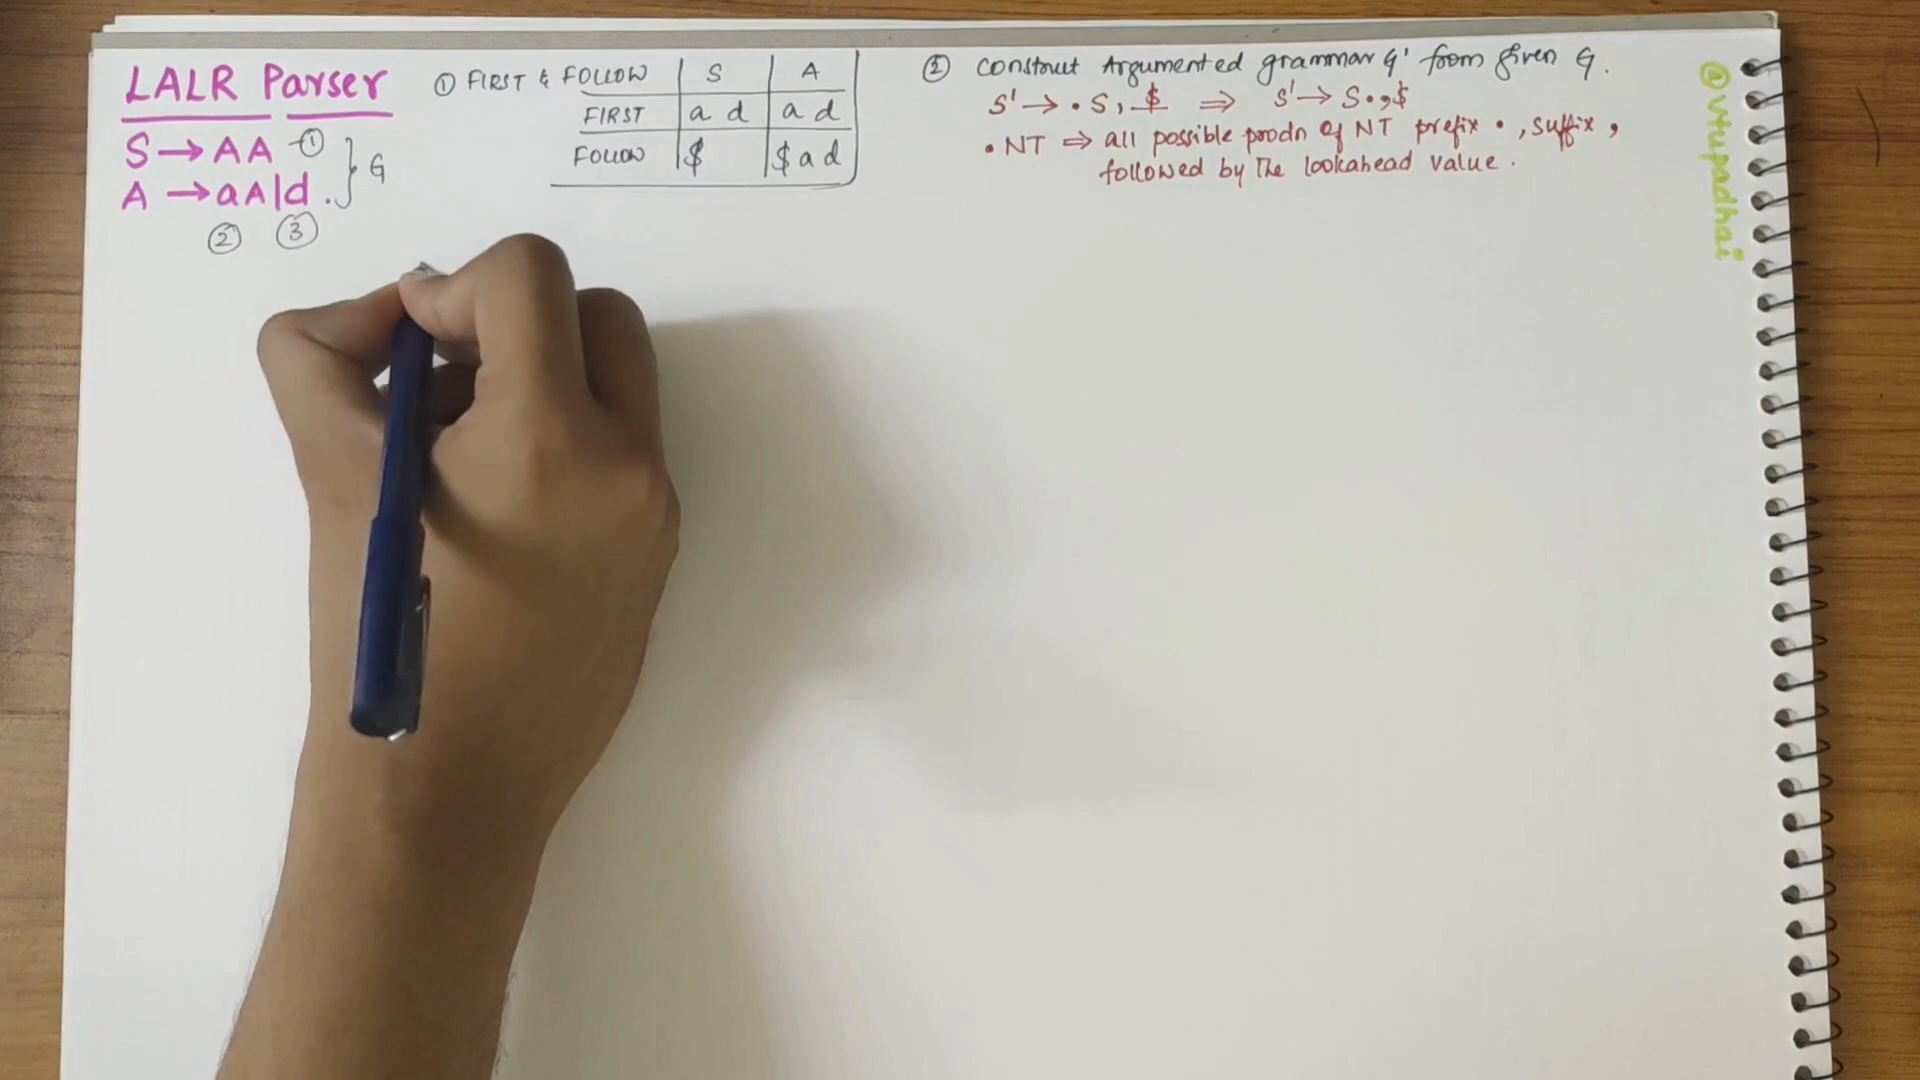 LALR Parser
S → AA -①
A → aA|d .
② ③
} G
① FIRST & FOLLOW | S | A
FIRST | a d | a d
FOLLOW | $ | $ a d
② Construct Argumented grammar G' from given G.
S' → • S, $ ⇒ S' → S•,$
• NT ⇒ all possible prodn of NT prefix •, suffix ,
followed by the lookahead value .
@vtupadhai